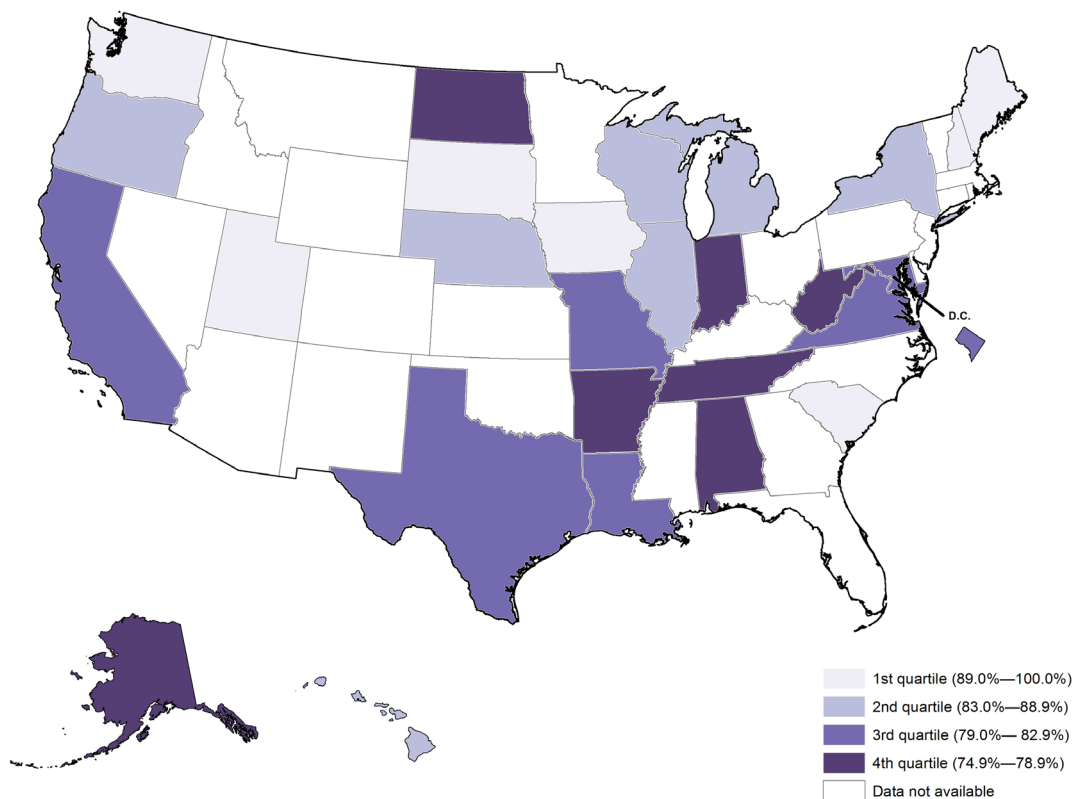 D.C.
1st quartile (89.0%—100.0%)
2nd quartile (83.0%—88.9%)
3rd quartile (79.0%— 82.9%)
4th quartile (74.9%—78.9%)
Data not available